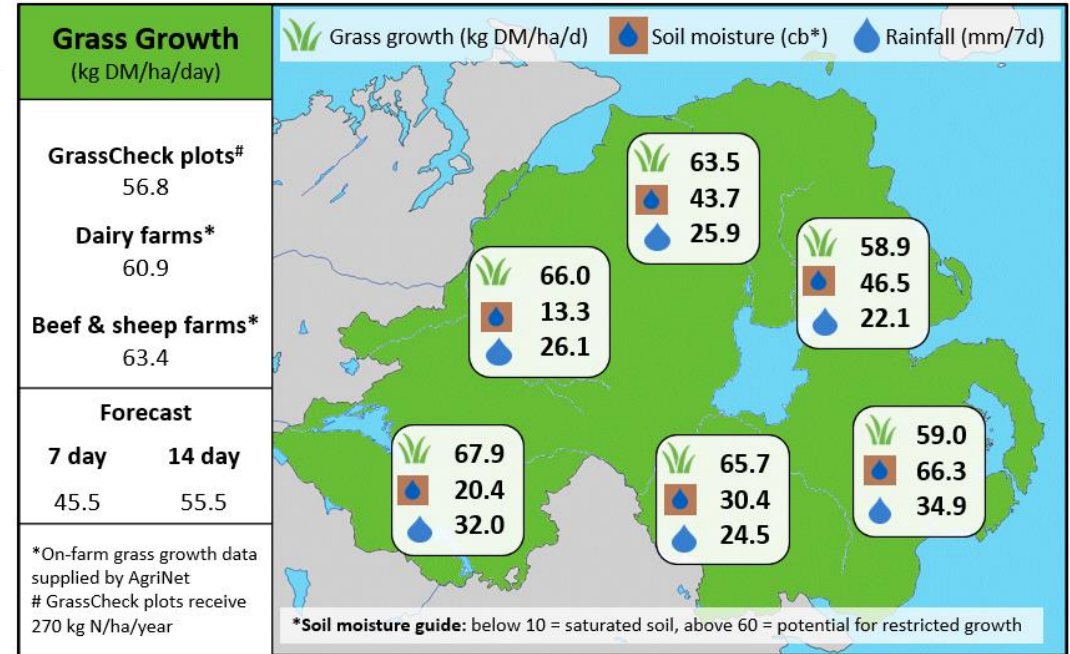 Grass Growth
(kg DM/ha/day)
GrassCheck plots#
56.8
Dairy farms*
60.9
Beef & sheep farms*
63.4
Forecast
7 day 14 day
45.5 55.5
*On-farm grass growth data
supplied by AgriNet
# GrassCheck plots receive
270 kg N/ha/year
Grass growth (kg DM/ha/d) Soil moisture (cb*) Rainfall (mm/7d)
63.5
43.7
25.9
58.9
46.5
22.1
66.0
13.3
26.1
67.9
20.4
32.0
65.7
30.4
24.5
59.0
66.3
34.9
*Soil moisture guide: below 10 = saturated soil, above 60 = potential for restricted growth